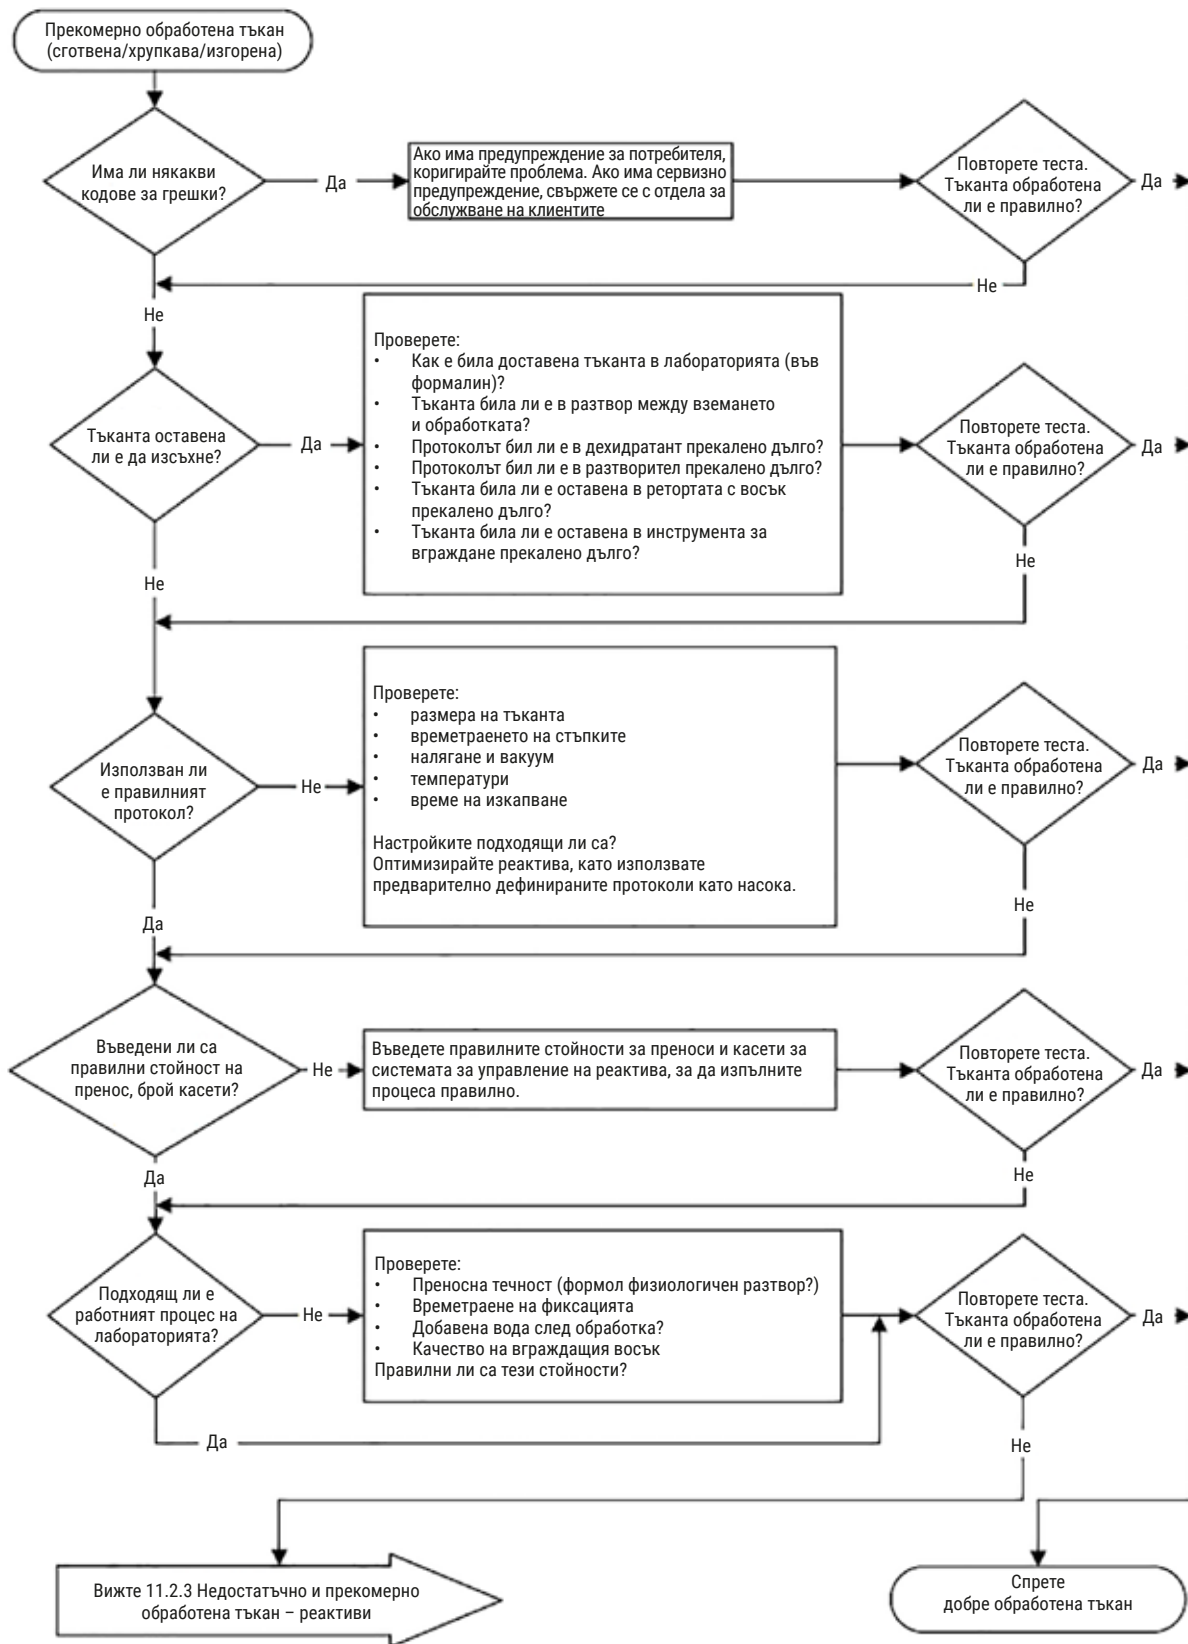 Прекомерно обработена тъкан
(сготвена/хрупкава/изгорена)
Има ли някакви
кодове за грешки?
Да
Ако има предупреждение за потребителя,
коригирайте проблема. Ако има сервизно
предупреждение, свържете се с отдела за
обслужване на клиентите
Повторете теста.
Тъканта обработена
ли е правилно?
Да
Не
Не
Тъканта оставена
ли е да изсъхне?
Да
Проверете:
• Как е била доставена тъканта в лабораторията (във
формалин)?
• Тъканта била ли е в разтвор между вземането
и обработката?
• Протоколът бил ли е в дехидратант прекалено дълго?
• Протоколът бил ли е в разтворител прекалено дълго?
• Тъканта била ли е оставена в ретортата с восък
прекалено дълго?
• Тъканта била ли е оставена в инструмента за
вграждане прекалено дълго?
Повторете теста.
Тъканта обработена
ли е правилно?
Да
Не
Не
Използван ли
е правилният
протокол?
Не
Проверете:
• размера на тъканта
• времетраенето на стъпките
• налягане и вакуум
• температури
• време на изкапване
Настройките подходящи ли са?
Оптимизирайте реактива, като използвате
предварително дефинираните протоколи като насока.
Повторете теста.
Тъканта обработена
ли е правилно?
Да
Не
Да
Въведени ли са
правилни стойност на
пренос, брой касети?
Не
Въведете правилните стойности за преноси и касети за
системата за управление на реактива, за да изпълните
процеса правилно.
Повторете теста.
Тъканта обработена
ли е правилно?
Да
Не
Да
Подходящ ли е
работният процес на
лабораторията?
Не
Проверете:
• Преносна течност (формол физиологичен разтвор?)
• Времетраене на фиксацията
• Добавена вода след обработка?
• Качество на вграждащия восък
Правилни ли са тези стойности?
Повторете теста.
Тъканта обработена
ли е правилно?
Да
Да
Не
Вижте 11.2.3 Недостатъчно и прекомерно
обработена тъкан – реактиви
Спрете
добре обработена тъкан